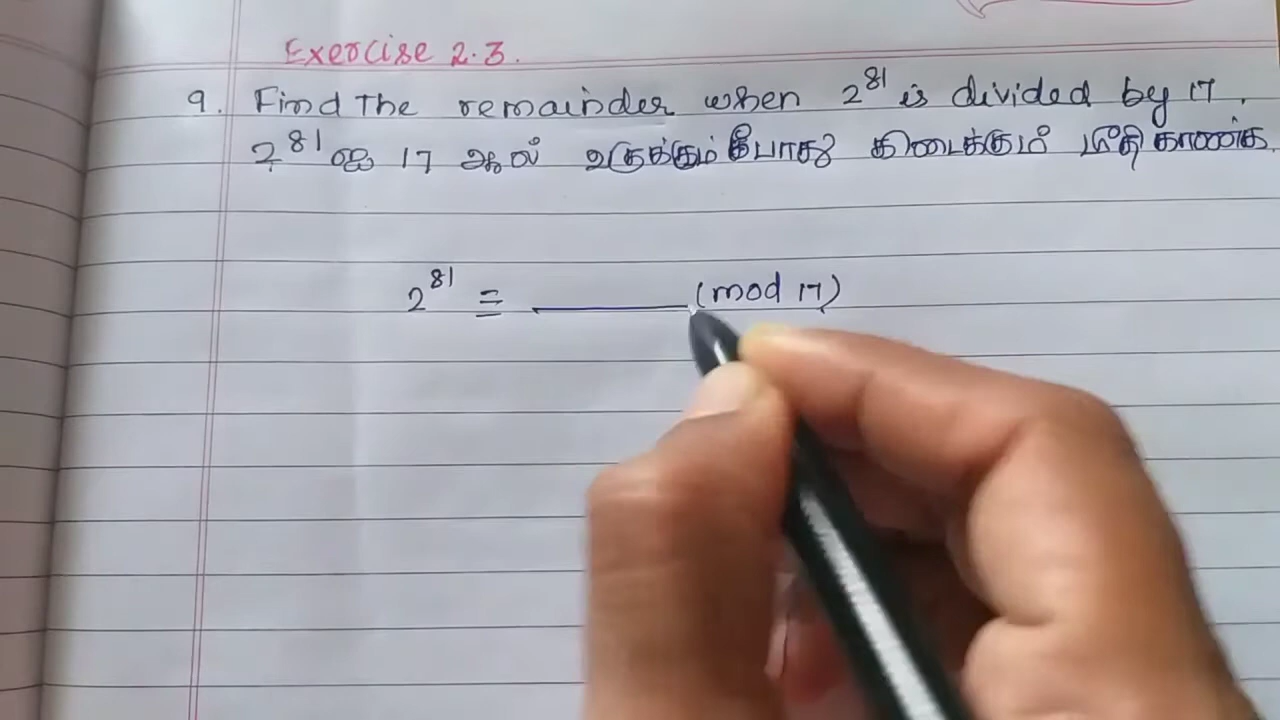 Exercise 2.3.
9. Find The remainder when 2^81 is divided by 17.
2^81 ஐ 17 ஆல் வகுக்கும் போது கிடைக்கும் மீதி காண்க.
2^81 ≡ ______ (mod 17)